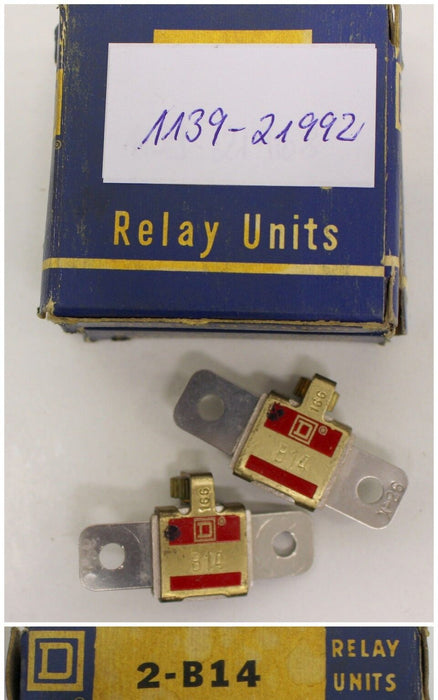 1139-21992
Relay Units
166
D
®
B14
166
D
®
B14
D
2-B14
RELAY
UNITS